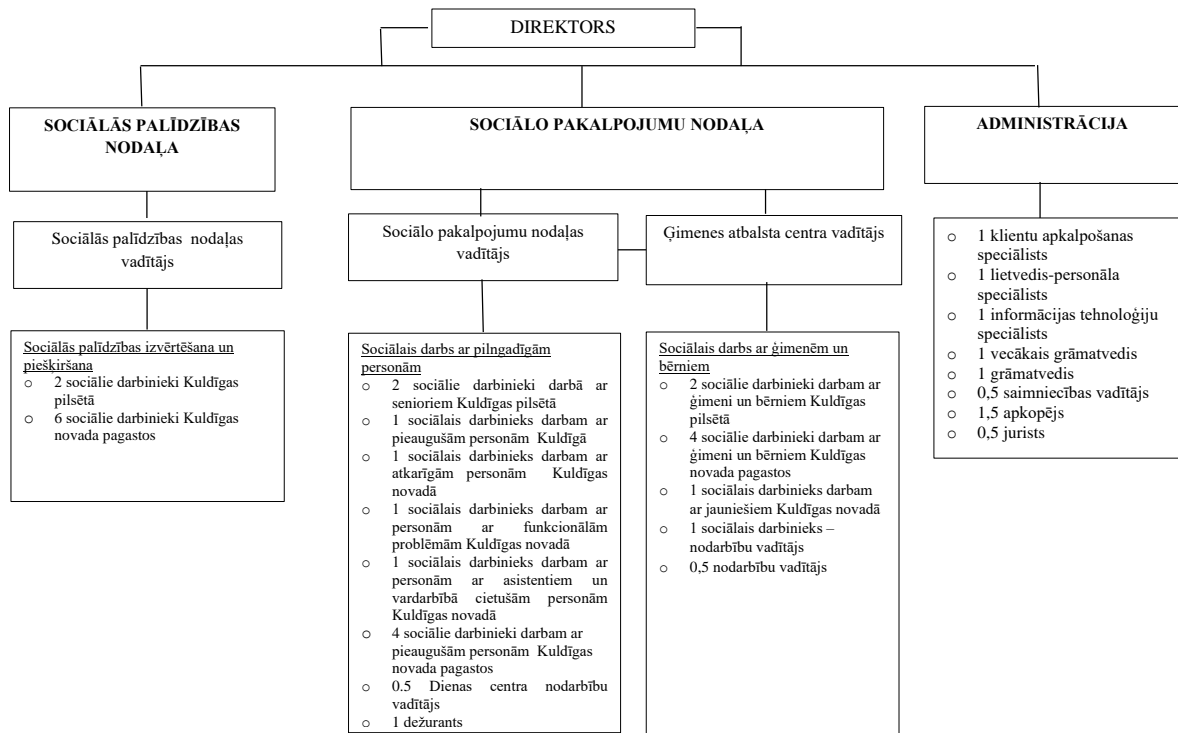 DIREKTORS
SOCIĀLĀS PALĪDZĪBAS
NODAĻA
SOCIĀLO PAKALPOJUMU NODAĻA
ADMINISTRĀCIJA
Sociālās palīdzības nodaļas
vadītājs
Sociālo pakalpojumu nodaļas
vadītājs
Ģimenes atbalsta centra vadītājs
Sociālās palīdzības izvērtēšana un
piešķiršana
o 2 sociālie darbinieki Kuldīgas
pilsētā
o 6 sociālie darbinieki Kuldīgas
novada pagastos
Sociālais darbs ar pilngadīgām
personām
o 2 sociālie darbinieki darbā ar
senioriem Kuldīgas pilsētā
o 1 sociālais darbinieks darbam ar
pieaugušām personām Kuldīgā
o 1 sociālais darbinieks darbam ar
atkarīgām personām Kuldīgas
novadā
o 1 sociālais darbinieks darbam ar
personām ar funkcionālām
problēmām Kuldīgas novadā
o 1 sociālais darbinieks darbam ar
personām ar asistentiem un
vardarbībā cietušām personām
Kuldīgas novadā
o 4 sociālie darbinieki darbam ar
pieaugušām personām Kuldīgas
novada pagastos
o 0.5 Dienas centra nodarbību
vadītājs
o 1 dežurants
Sociālais darbs ar ģimenēm un
bērniem
o 2 sociālie darbinieki darbam ar
ģimeni un bērniem Kuldīgas
pilsētā
o 4 sociālie darbinieki darbam ar
ģimeni un bērniem Kuldīgas
novada pagastos
o 1 sociālais darbinieks darbam
ar jauniešiem Kuldīgas novadā
o 1 sociālais darbinieks –
nodarbību vadītājs
o 0,5 nodarbību vadītājs
o 1 klientu apkalpošanas
speciālists
o 1 lietvedis-personāla
speciālists
o 1 informācijas tehnoloģiju
speciālists
o 1 vecākais grāmatvedis
o 1 grāmatvedis
o 0,5 saimniecības vadītājs
o 1,5 apkopējs
o 0,5 jurists